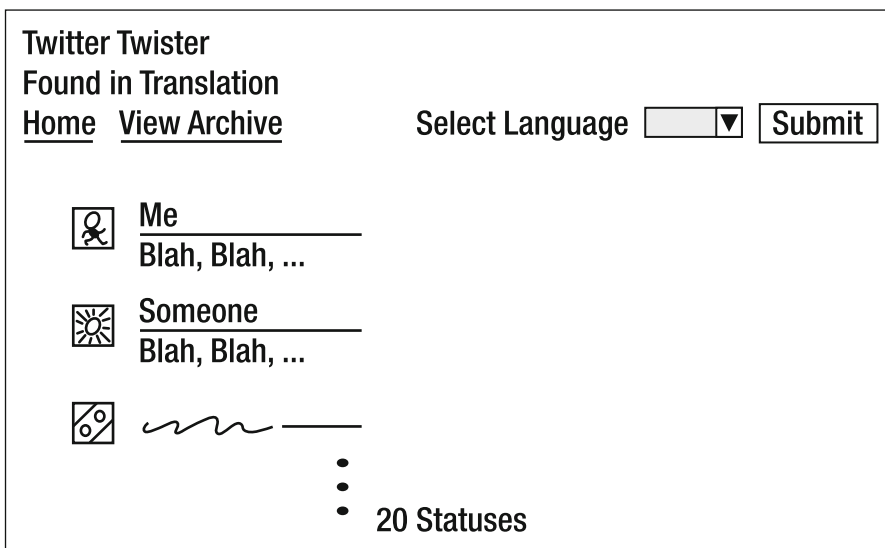 Twitter Twister
Found in Translation
Home View Archive Select Language Submit
Me
Blah, Blah, ...
Someone
Blah, Blah, ...
20 Statuses